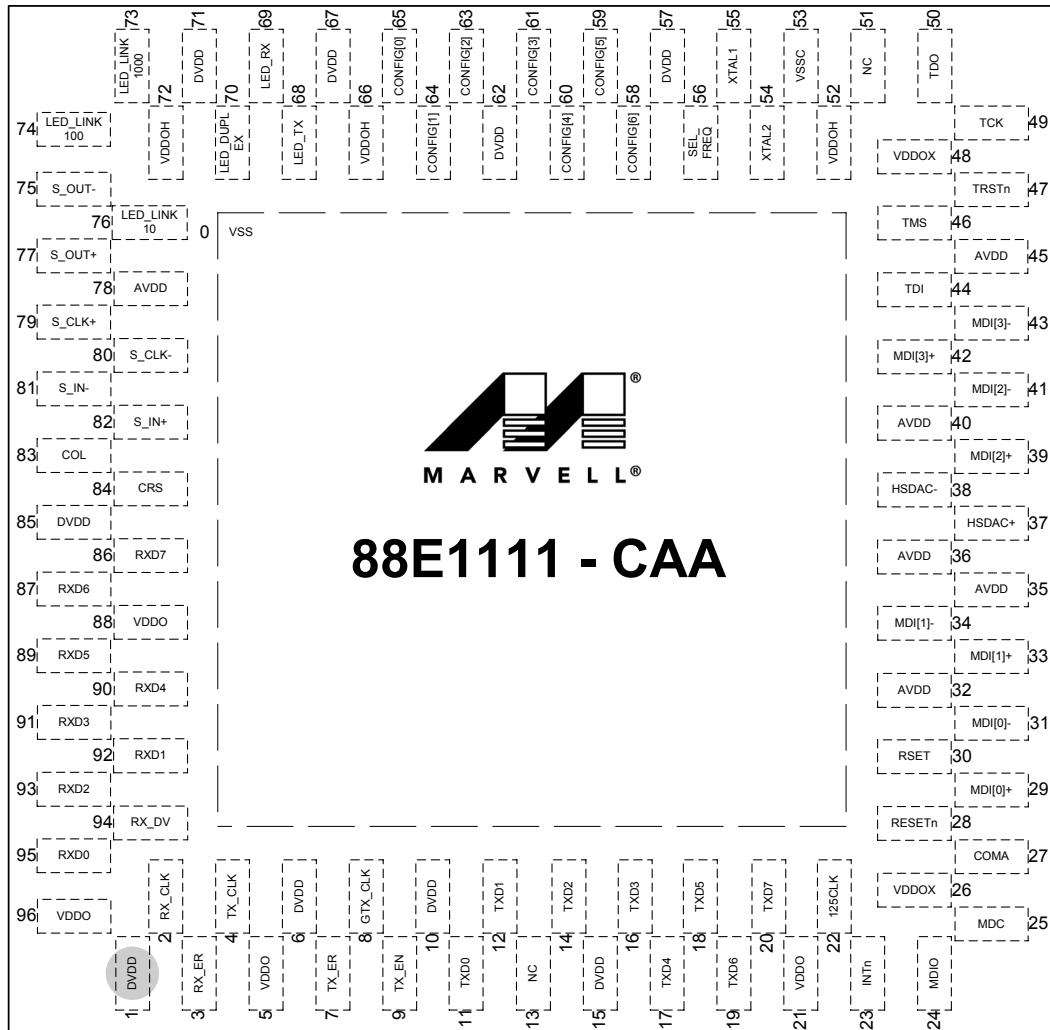 73 71 69 67 65 63 61 59 57 55 53 51 50
LED_LINK
1000
DVDD
LED_RX
DVDD
CONFIG[0]
CONFIG[2]
CONFIG[3]
CONFIG[5]
DVDD
XTAL1
VSSC
NC
TDO
72 70 68 66 64 62 60 58 56 54 52
VDDOH
LED_DUPL
EX
LED_TX
VDDOH
CONFIG[1]
DVDD
CONFIG[4]
CONFIG[6]
SEL_
FREQ
XTAL2
VDDOH
74 LED_LINK
100
75 S_OUT-
76 LED_LINK
10
77 S_OUT+
78 AVDD
79 S_CLK+
80 S_CLK-
81 S_IN-
82 S_IN+
83 COL
84 CRS
85 DVDD
86 RXD7
87 RXD6
88 VDDO
89 RXD5
90 RXD4
91 RXD3
92 RXD1
93 RXD2
94 RX_DV
95 RXD0
96 VDDO
0 VSS
MARVELL®
®
88E1111 - CAA
TCK 49
VDDOX 48
TRSTn 47
TMS 46
AVDD 45
TDI 44
MDI[3]- 43
MDI[3]+ 42
MDI[2]- 41
AVDD 40
MDI[2]+ 39
HSDAC- 38
HSDAC+ 37
AVDD 36
AVDD 35
MDI[1]- 34
MDI[1]+ 33
AVDD 32
MDI[0]- 31
RSET 30
MDI[0]+ 29
RESETn 28
COMA 27
VDDOX 26
MDC 25
RX_CLK
TX_CLK
DVDD
GTX_CLK
DVDD
TXD1
TXD2
TXD3
TXD5
TXD7
125CLK
2 4 6 8 10 12 14 16 18 20 22
DVDD
RX_ER
VDDO
TX_ER
TX_EN
TXD0
NC
DVDD
TXD4
TXD6
VDDO
INTn
MDIO
1 3 5 7 9 11 13 15 17 19 21 23 24